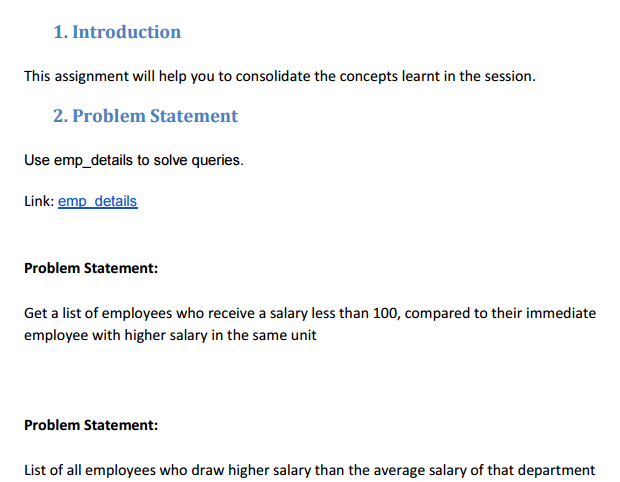 1. Introduction
This assignment will help you to consolidate the concepts learnt in the session.
2. Problem Statement
Use emp_details to solve queries.
Link: emp_details
Problem Statement:
Get a list of employees who receive a salary less than 100, compared to their immediate
employee with higher salary in the same unit
Problem Statement:
List of all employees who draw higher salary than the average salary of that department